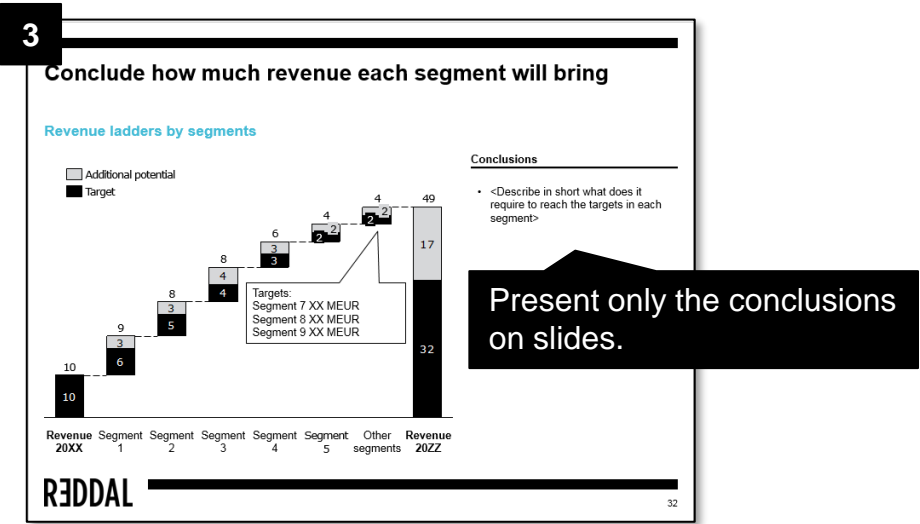 3
Conclude how much revenue each segment will bring
Revenue ladders by segments
Additional potential
Target
10
10
9
3
6
8
3
5
8
4
4
6
3
3
4
2
2
4
2
2
49
17
32
Targets:
Segment 7 XX MEUR
Segment 8 XX MEUR
Segment 9 XX MEUR
Revenue 20XX
Segment 1
Segment 2
Segment 3
Segment 4
Segment 5
Other segments
Revenue 20ZZ
Conclusions
• <Describe in short what does it
require to reach the targets in each
segment>
Present only the conclusions
on slides.
REDDAL
32